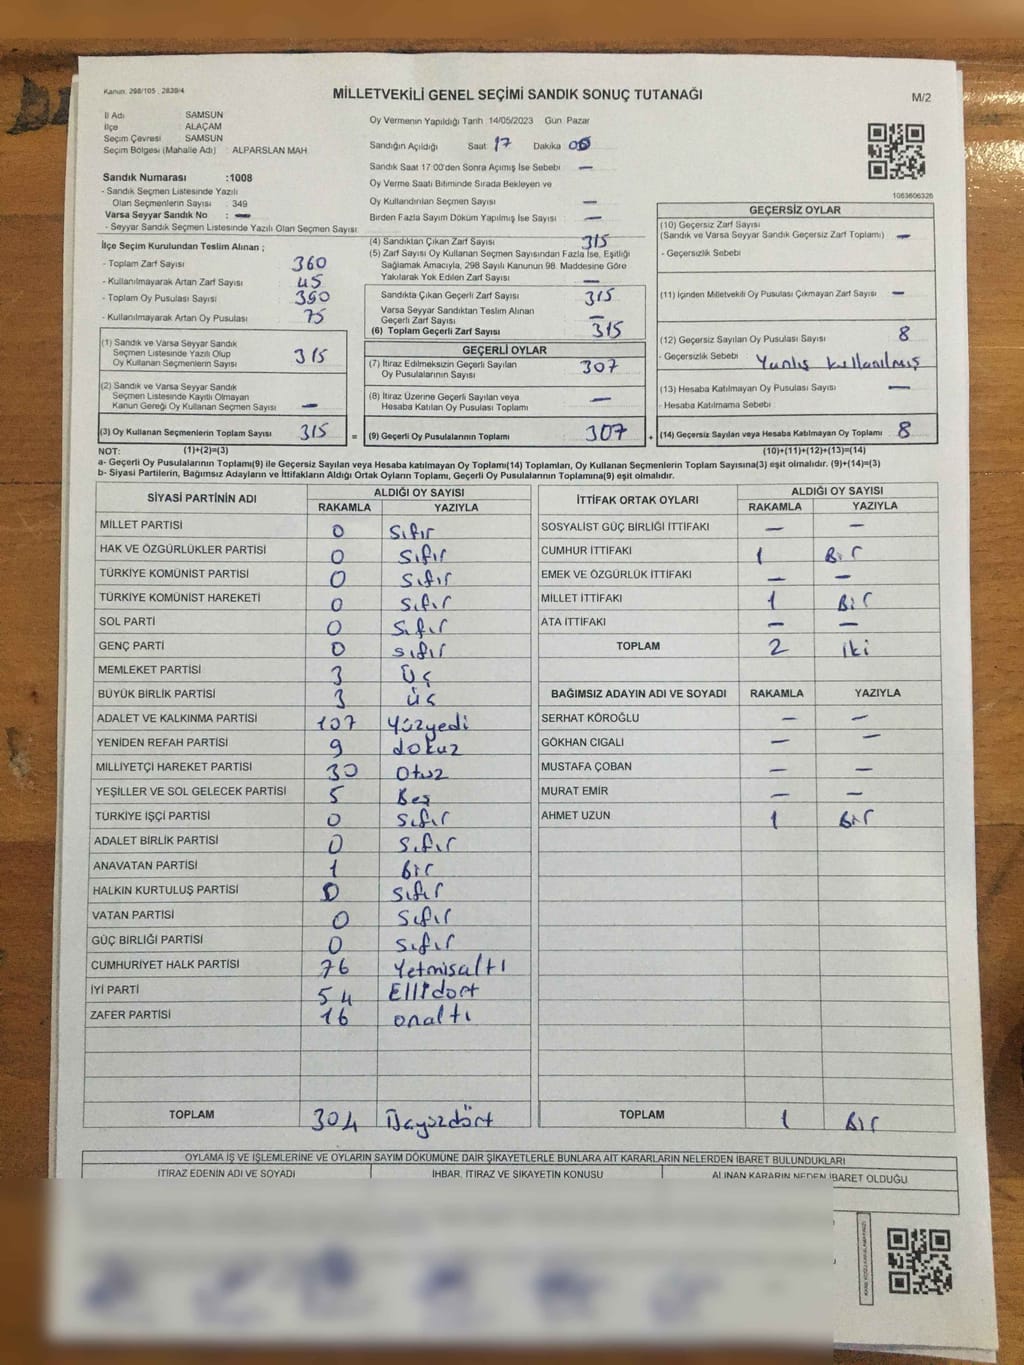 Kanun. 298/105 , 2839/4
MİLLETVEKİLİ GENEL SEÇİMİ SANDIK SONUÇ TUTANAĞI
M/2
İl Adı SAMSUN
İlçe ALAÇAM
Seçim Çevresi SAMSUN
Seçim Bölgesi (Mahalle Adı) : ALPARSLAN MAH
Oy Vermenin Yapıldığı Tarih 14/05/2023 Gün Pazar
Sandığın Açıldığı Saat 17 Dakika
Sandık Saat 17:00'den Sonra Açımış İse Sebebi —
Oy Verme Saati Bitiminde Sırada Bekleyen ve
Oy Kullandırılan Seçmen Sayısı —
Birden Fazla Sayım Döküm Yapılmış İse Sayısı —
1063606326
Sandık Numarası :1008
- Sandık Seçmen Listesinde Yazılı
Olan Seçmenlerin Sayısı : 349
Varsa Seyyar Sandık No : —
- Seyyar Sandık Seçmen Listesinde Yazılı Olan Seçmen Sayısı
İlçe Seçim Kurulundan Teslim Alınan ;
- Toplam Zarf Sayısı 360
- Kullanılmayarak Artan Zarf Sayısı 45
- Toplam Oy Pusulası Sayısı 390
- Kullanılmayarak Artan Oy Pusulası 75
(1) Sandık ve Varsa Seyyar Sandık
Seçmen Listesinde Yazılı Olup
Oy Kullanan Seçmenlerin Sayısı 315
(2) Sandık ve Varsa Seyyar Sandık
Seçmen Listesinde Kayıtlı Olmayan
Kanun Gereği Oy Kullanan Seçmen Sayısı —
(3) Oy Kullanan Seçmenlerin Toplam Sayısı 315 =
(4) Sandıktan Çıkan Zarf Sayısı 315
(5) Zarf Sayısı Oy Kullanan Seçmen Sayısından Fazla İse, Eşitliği
Sağlamak Amacıyla, 298 Sayılı Kanunun 98. Maddesine Göre
Yakılarak Yok Edilen Zarf Sayısı —
Sandıkta Çıkan Geçerli Zarf Sayısı 315
Varsa Seyyar Sandıktan Teslim Alınan
Geçerli Zarf Sayısı —
(6) Toplam Geçerli Zarf Sayısı 315
GEÇERLİ OYLAR
(7) İtiraz Edilmeksizin Geçerli Sayılan
Oy Pusulalarının Sayısı 307
(8) İtiraz Üzerine Geçerli Sayılan veya
Hesaba Katılan Oy Pusulası Toplamı —
(9) Geçerli Oy Pusulalarının Toplamı 307 +
GEÇERSİZ OYLAR
(10) Geçersiz Zarf Sayısı
(Sandık ve Varsa Seyyar Sandık Geçersiz Zarf Toplamı) —
- Geçersizlik Sebebi
(11) İçinden Milletvekili Oy Pusulası Çıkmayan Zarf Sayısı —
(12) Geçersiz Sayılan Oy Pusulası Sayısı 8
- Geçersizlik Sebebi Yanlış kullanılmış
(13) Hesaba Katılmayan Oy Pusulası Sayısı —
- Hesaba Katılmama Sebebi
(14) Geçersiz Sayılan veya Hesaba Katılmayan Oy Toplamı 8
NOT: (1)+(2)=(3) (10)+(11)+(12)+(13)=(14)
a- Geçerli Oy Pusulalarının Toplamı(9) ile Geçersiz Sayılan veya Hesaba katılmayan Oy Toplamı(14) Toplamları, Oy Kullanan Seçmenlerin Toplam Sayısına(3) eşit olmalıdır. (9)+(14)=(3)
b- Siyasi Partilerin, Bağımsız Adayların ve İttifakların Aldığı Ortak Oyların Toplamı, Geçerli Oy Pusulalarının Toplamına(9) eşit olmalıdır.
SİYASİ PARTİNİN ADI ALDIĞI OY SAYISI
RAKAMLA YAZIYLA
MİLLET PARTİSİ 0 Sıfır
HAK VE ÖZGÜRLÜKLER PARTİSİ 0 Sıfır
TÜRKİYE KOMÜNİST PARTİSİ 0 Sıfır
TÜRKİYE KOMÜNİST HAREKETİ 0 Sıfır
SOL PARTİ 0 Sıfır
GENÇ PARTİ 0 sıfır
MEMLEKET PARTİSİ 3 Üç
BÜYÜK BİRLİK PARTİSİ 3 üç
ADALET VE KALKINMA PARTİSİ 107 Yüzyedi
YENİDEN REFAH PARTİSİ 9 dokuz
MİLLİYETÇİ HAREKET PARTİSİ 30 Otuz
YEŞİLLER VE SOL GELECEK PARTİSİ 5 Beş
TÜRKİYE İŞÇİ PARTİSİ 0 Sıfır
ADALET BİRLİK PARTİSİ 0 Sıfır
ANAVATAN PARTİSİ 1 Bir
HALKIN KURTULUŞ PARTİSİ 0 Sıfır
VATAN PARTİSİ 0 Sıfır
GÜÇ BİRLİĞİ PARTİSİ 0 Sıfır
CUMHURİYET HALK PARTİSİ 76 Yetmisaltı
İYİ PARTİ 54 Ellidört
ZAFER PARTİSİ 16 onaltı
TOPLAM 304
İTTİFAK ORTAK OYLARI ALDIĞI OY SAYISI
RAKAMLA YAZIYLA
SOSYALİST GÜÇ BİRLİĞİ İTTİFAKI — —
CUMHUR İTTİFAKI 1 Bir
EMEK VE ÖZGÜRLÜK İTTİFAKI — —
MİLLET İTTİFAKI 1 Bir
ATA İTTİFAKI — —
TOPLAM 2 iki
BAĞIMSIZ ADAYIN ADI VE SOYADI RAKAMLA YAZIYLA
SERHAT KÖROĞLU — —
GÖKHAN CIGALI — —
MUSTAFA ÇOBAN — —
MURAT EMİR — —
AHMET UZUN 1 Bir
TOPLAM 1 Bir
OYLAMA İŞ VE İŞLEMLERİNE VE OYLARIN SAYIM DÖKÜMÜNE DAİR ŞİKAYETLERLE BUNLARA AİT KARARLARIN NELERDEN İBARET BULUNDUKLARI
İTİRAZ EDENİN ADI VE SOYADI İHBAR, İTİRAZ VE ŞİKAYETİN KONUSU ALINAN KARARIN NEDEN İBARET OLDUĞU